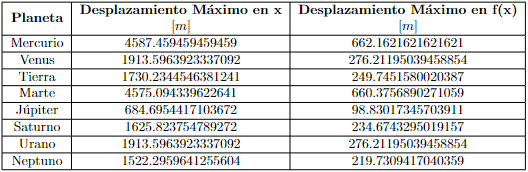 Planeta Desplazamiento Máximo en x [m] Desplazamiento Máximo en f(x) [m]
Mercurio 4587.459459459459 662.1621621621621
Venus 1913.5963923337092 276.21195039458854
Tierra 1730.2344546381241 249.7451580020387
Marte 4575.094339622641 660.3756890271059
Júpiter 684.6954417103672 98.83017345703911
Saturno 1625.823754789272 234.6743295019157
Urano 1913.5963923337092 276.21195039458854
Neptuno 1522.2959641255604 219.7309417040359